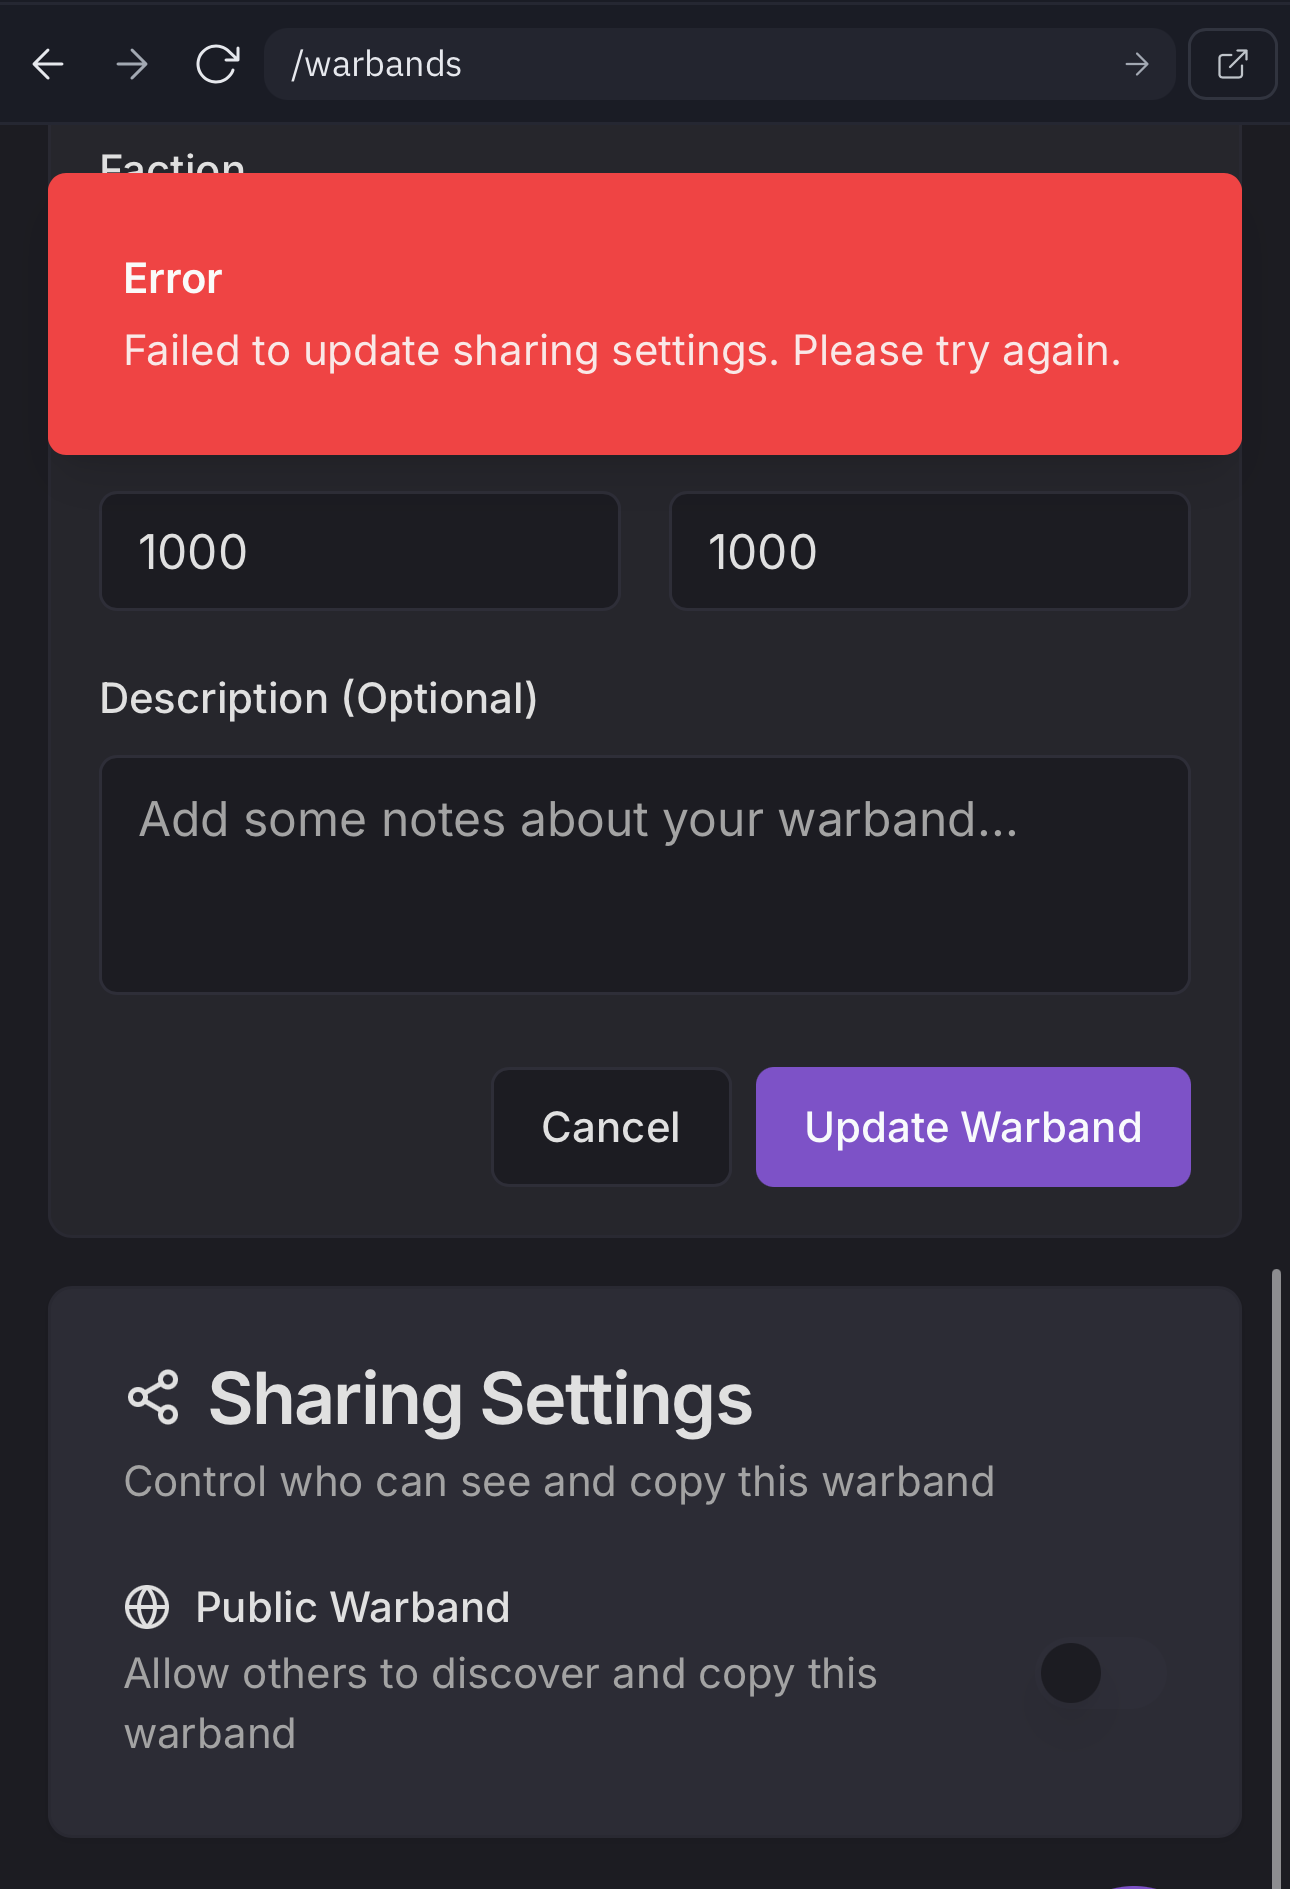 /warbands
Faction
Error
Failed to update sharing settings. Please try again.
1000
1000
Description (Optional)
Add some notes about your warband...
Cancel
Update Warband
Sharing Settings
Control who can see and copy this warband
Public Warband
Allow others to discover and copy this
warband